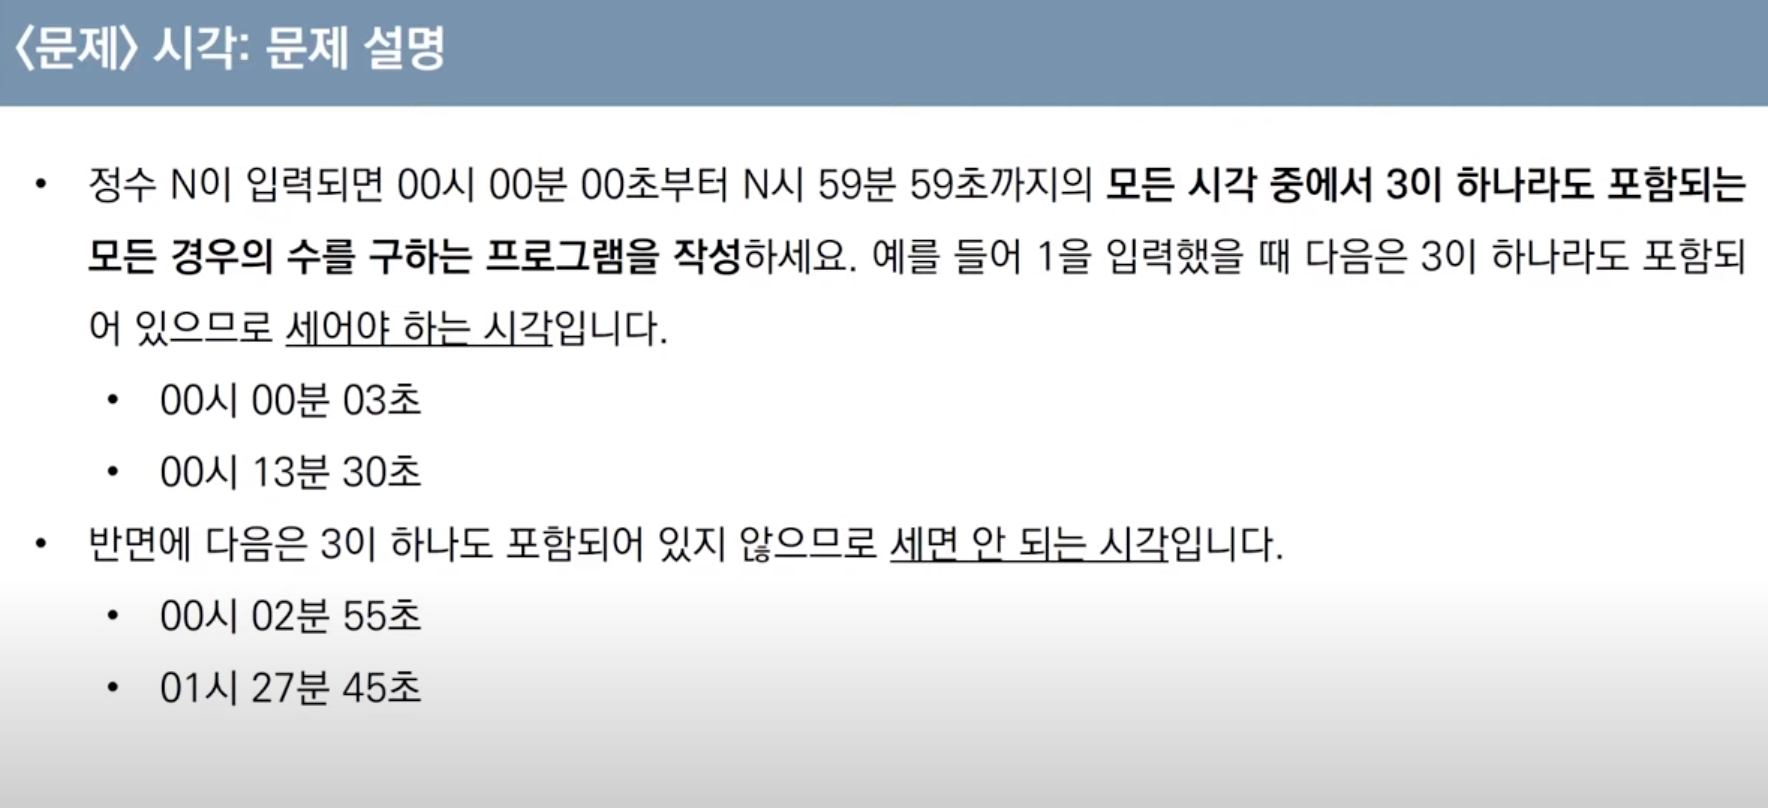 〈문제〉 시각: 문제 설명
• 정수 N이 입력되면 00시 00분 00초부터 N시 59분 59초까지의 모든 시각 중에서 3이 하나라도 포함되는
모든 경우의 수를 구하는 프로그램을 작성하세요. 예를 들어 1을 입력했을 때 다음은 3이 하나라도 포함되
어 있으므로 세어야 하는 시각입니다.
• 00시 00분 03초
• 00시 13분 30초
• 반면에 다음은 3이 하나도 포함되어 있지 않으므로 세면 안 되는 시각입니다.
• 00시 02분 55초
• 01시 27분 45초